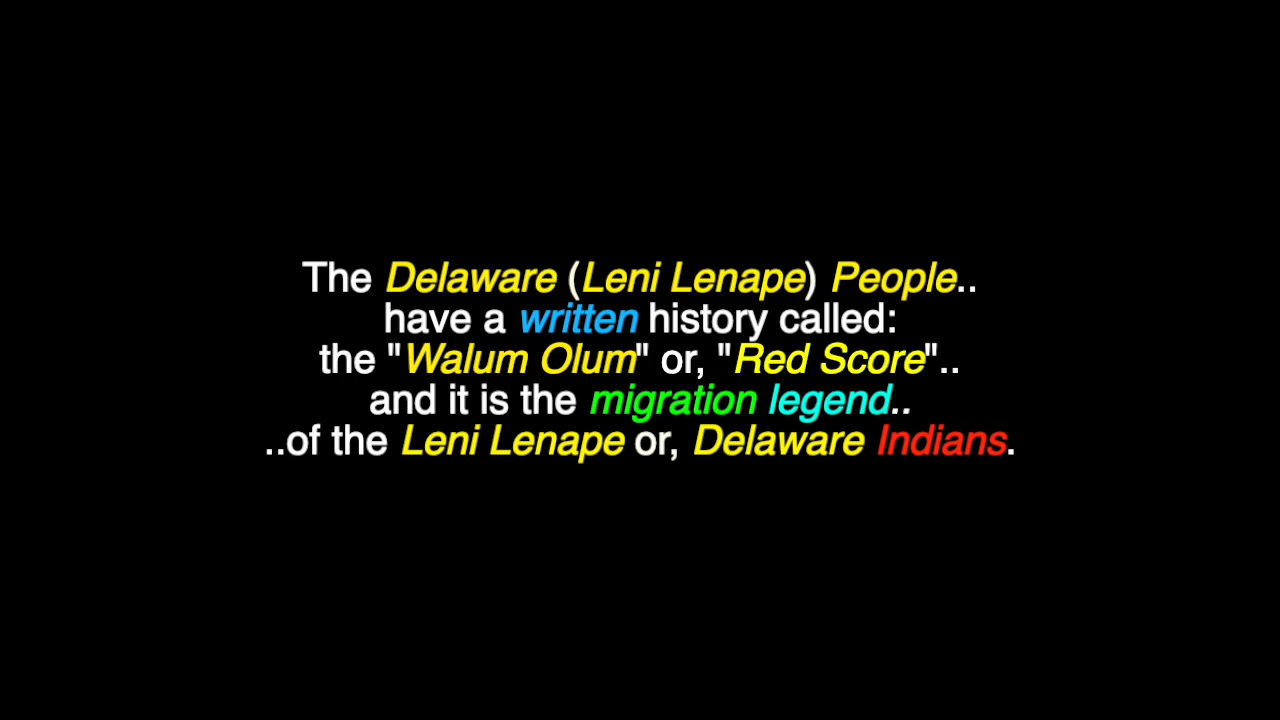 The Delaware (Leni Lenape) People..
have a written history called:
the "Walum Olum" or, "Red Score"..
and it is the migration legend..
..of the Leni Lenape or, Delaware Indians.